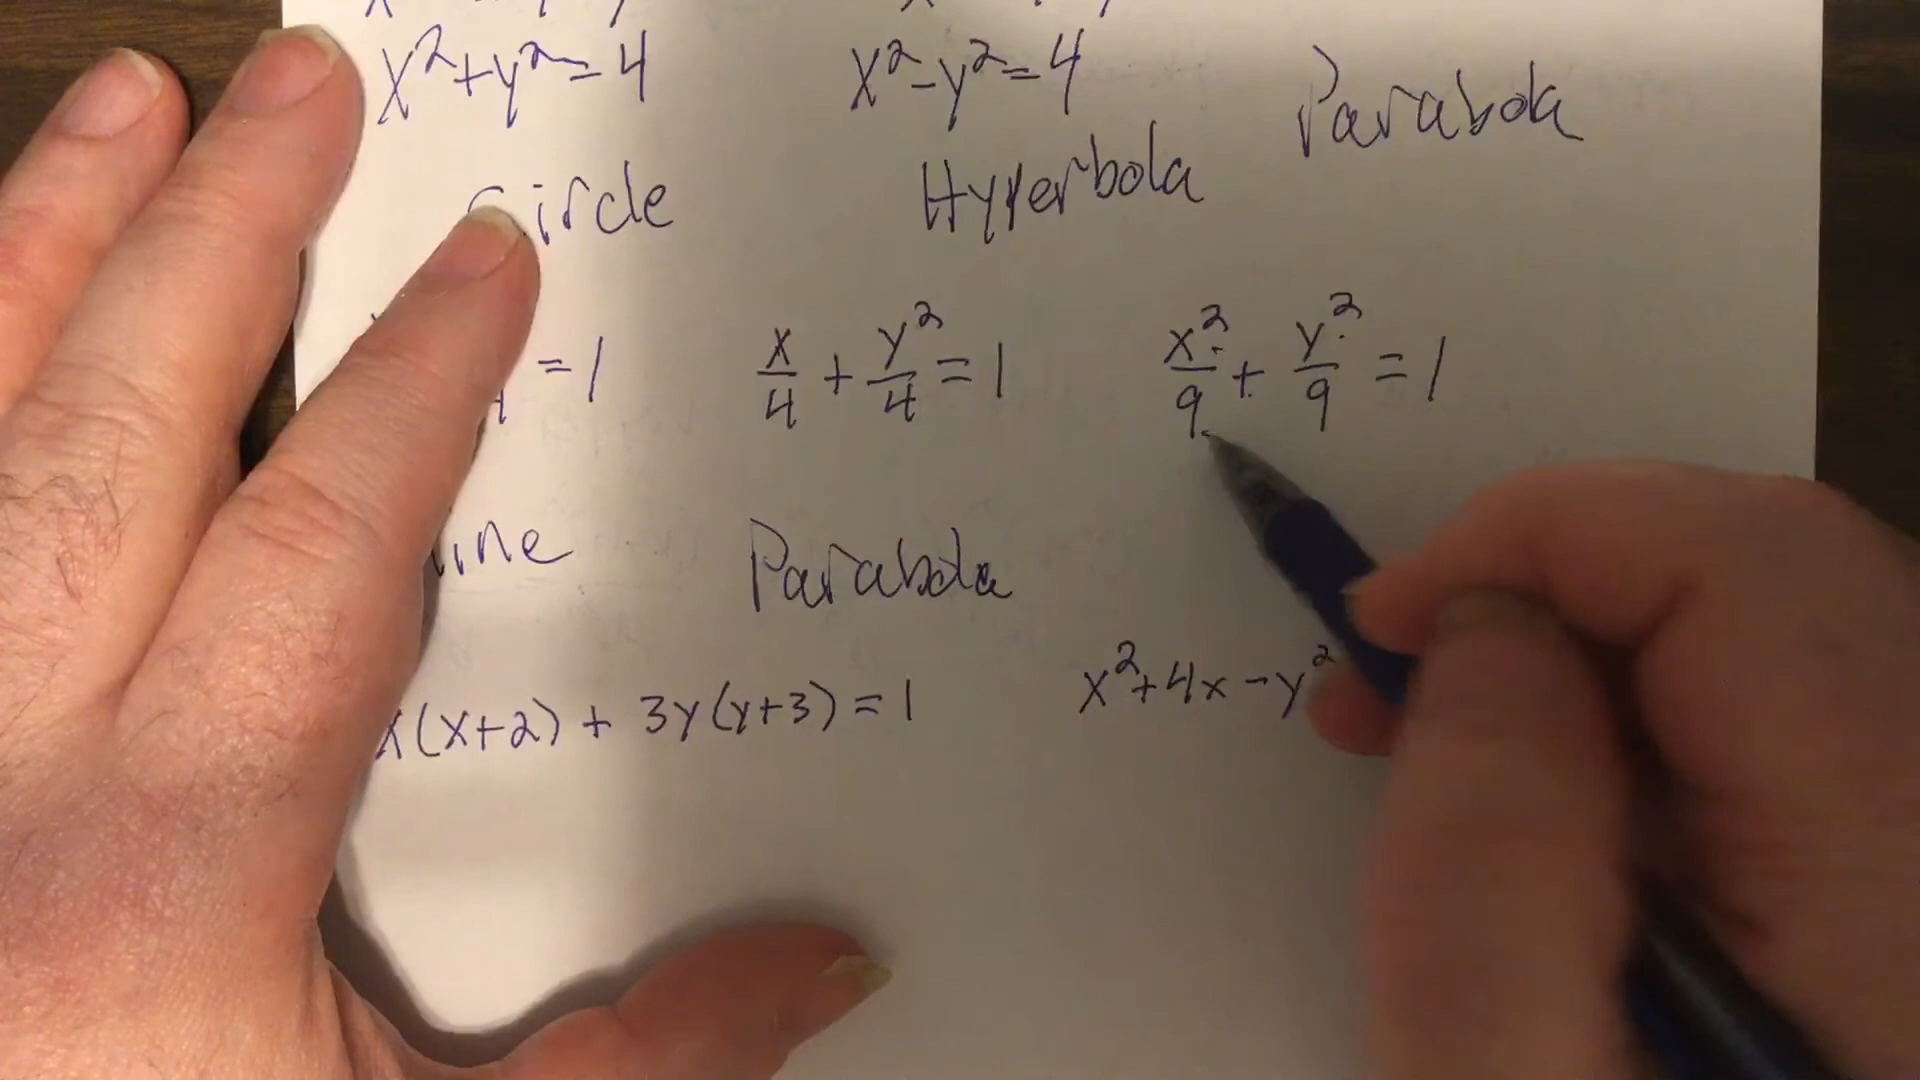 x²+y²=4 x²-y²=4 Parabola
Circle Hyperbola
=1 x/4 + y²/4 = 1 x²/9 + y²/9 = 1
Line Parabola
x(x+2) + 3y(y+3) = 1 x²+4x-y²